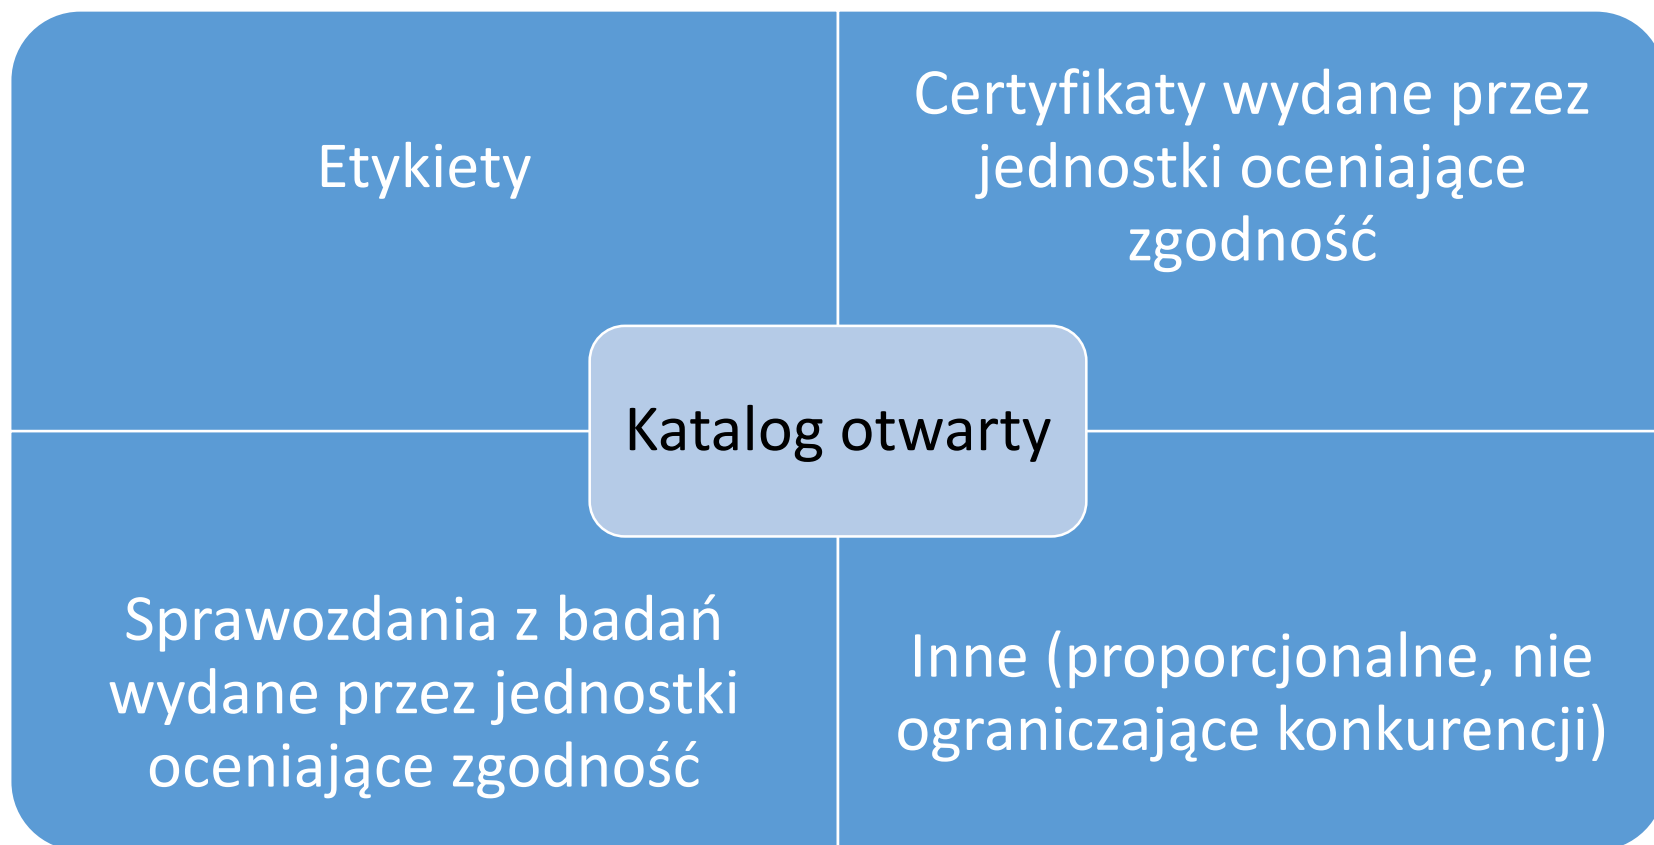 Etykiety
Certyfikaty wydane przez
jednostki oceniające
zgodność
Katalog otwarty
Sprawozdania z badań
wydane przez jednostki
oceniające zgodność
Inne (proporcjonalne, nie
ograniczające konkurencji)